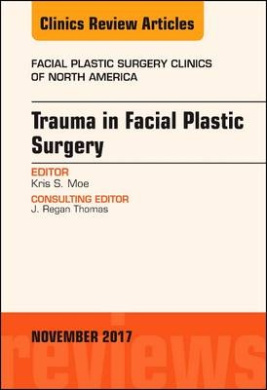 Clinics Review Articles
FACIAL PLASTIC SURGERY CLINICS
OF NORTH AMERICA
Trauma in Facial Plastic
Surgery
EDITOR
Kris S. Moe
CONSULTING EDITOR
J. Regan Thomas
NOVEMBER 2017
reviews